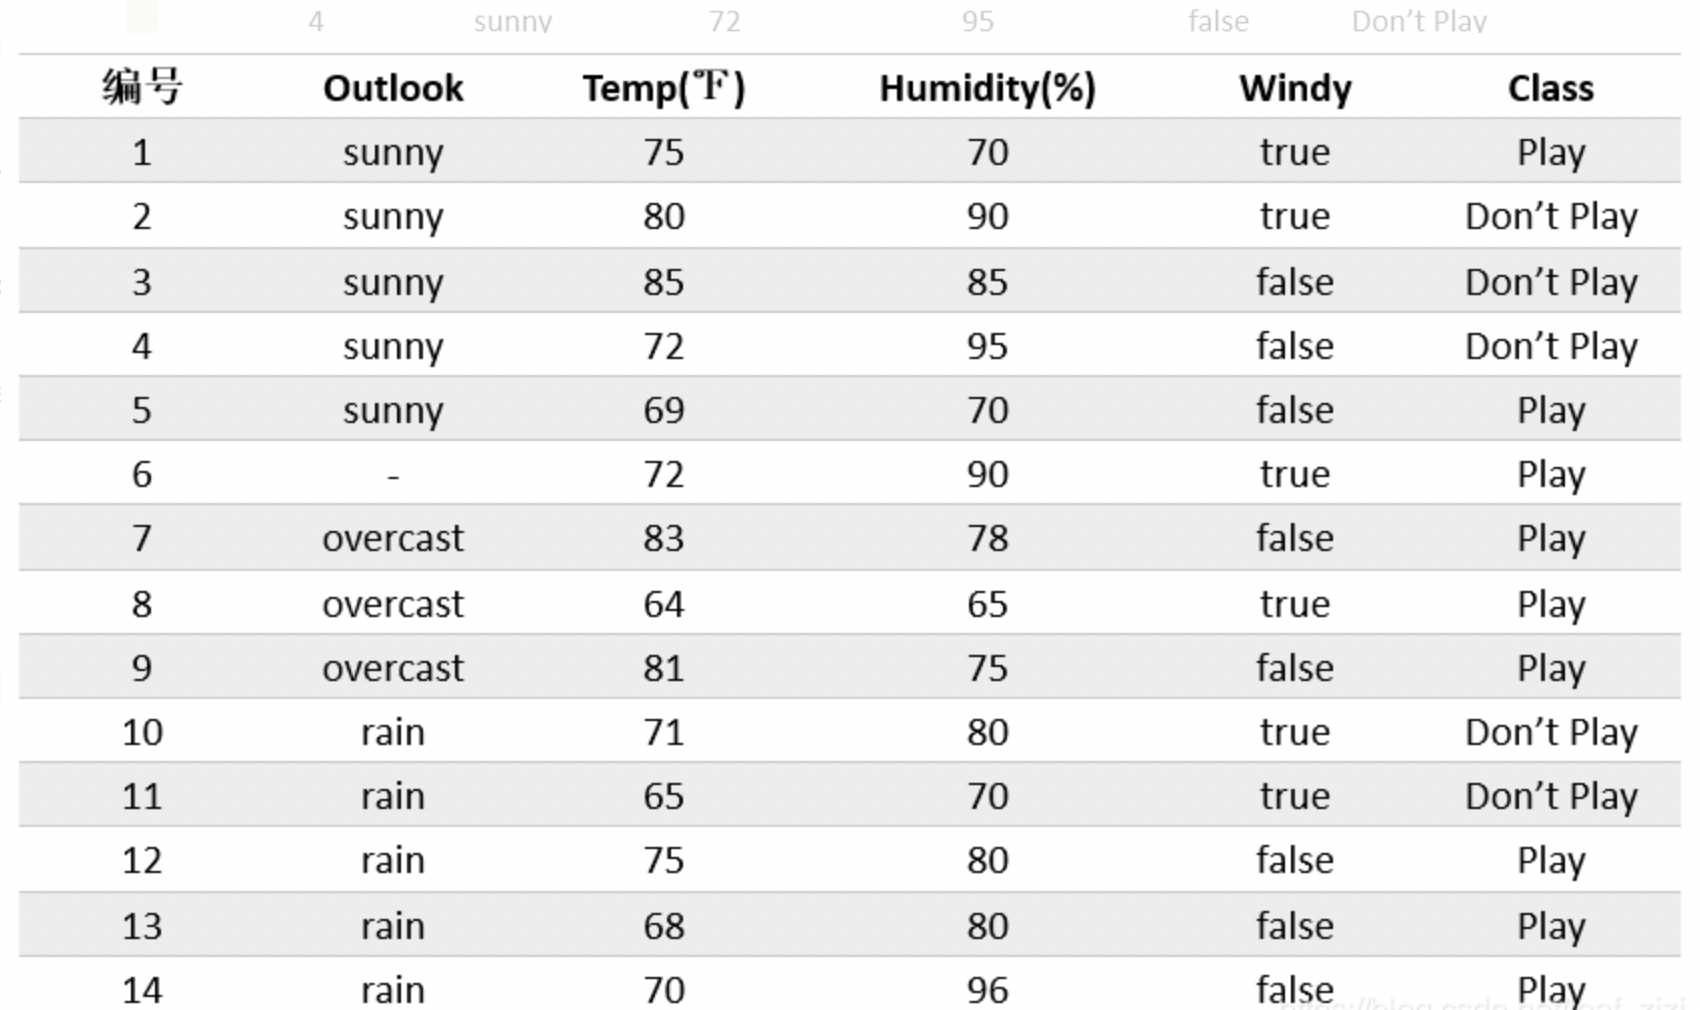 4 sunny 72 95 false Don't Play
编号 Outlook Temp(℉) Humidity(%) Windy Class
1 sunny 75 70 true Play
2 sunny 80 90 true Don't Play
3 sunny 85 85 false Don't Play
4 sunny 72 95 false Don't Play
5 sunny 69 70 false Play
6 - 72 90 true Play
7 overcast 83 78 false Play
8 overcast 64 65 true Play
9 overcast 81 75 false Play
10 rain 71 80 true Don't Play
11 rain 65 70 true Don't Play
12 rain 75 80 false Play
13 rain 68 80 false Play
14 rain 70 96 false Play